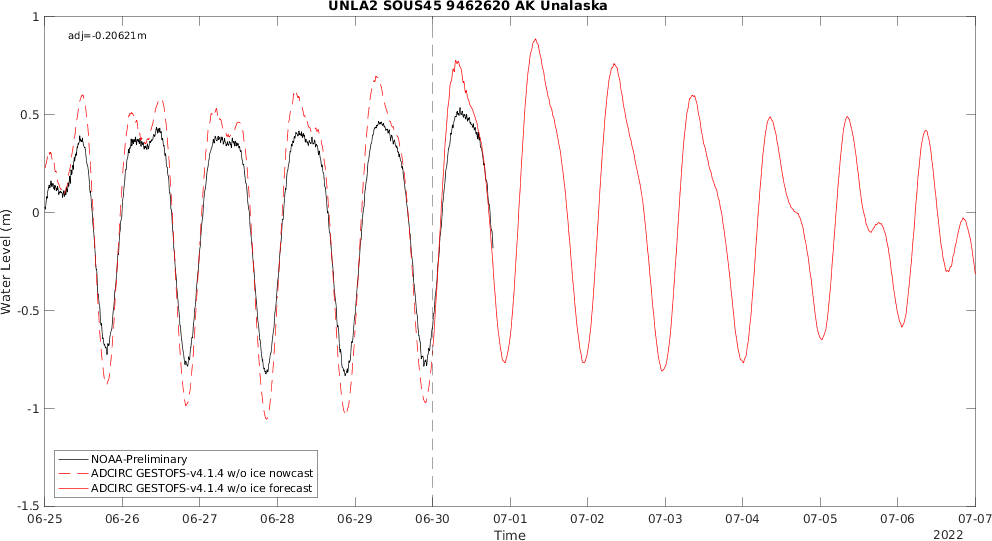 UNLA2 SOUS45 9462620 AK Unalaska
adj=-0.20621m
1
0.5
0
-0.5
-1
-1.5
Water Level (m)
NOAA-Preliminary
ADCIRC GESTOFS-v4.1.4 w/o ice nowcast
ADCIRC GESTOFS-v4.1.4 w/o ice forecast
06-25 06-26 06-27 06-28 06-29 06-30 07-01 07-02 07-03 07-04 07-05 07-06 07-07
Time
2022